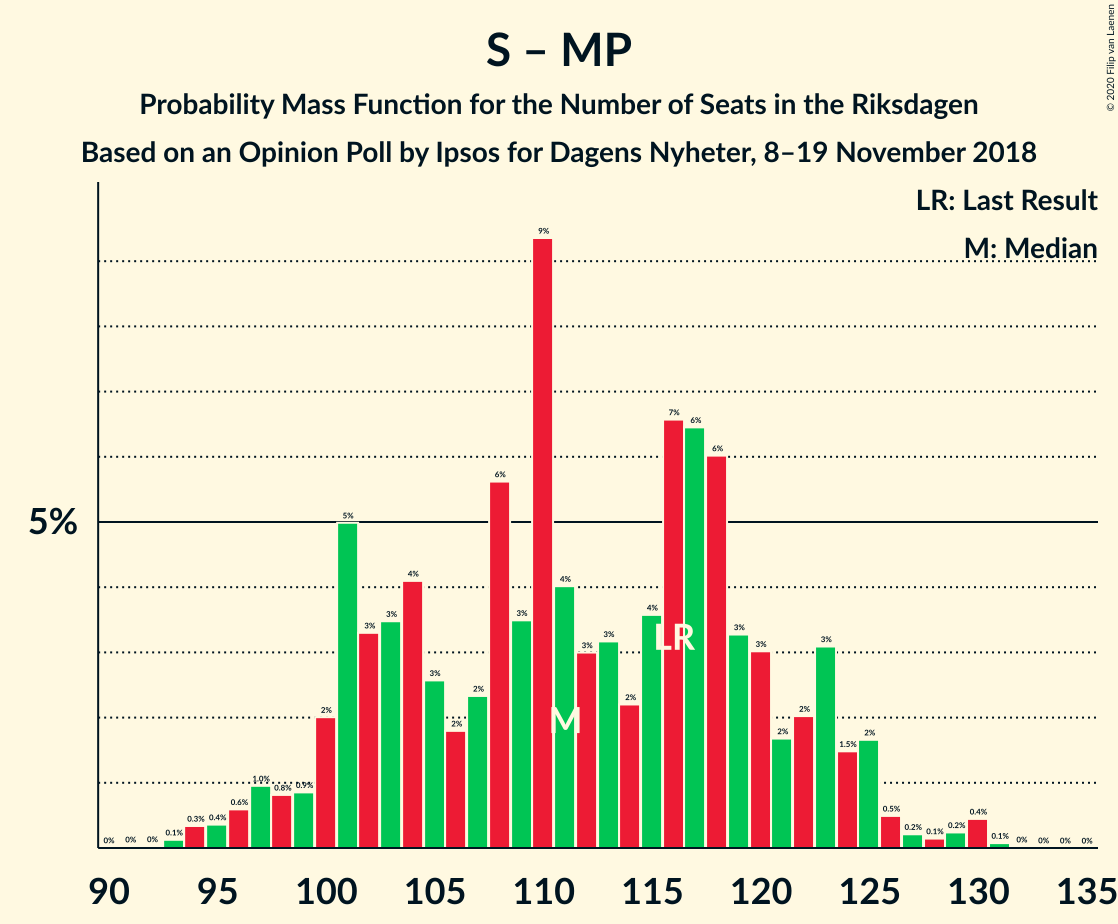 S – MP
Probability Mass Function for the Number of Seats in the Riksdagen
Based on an Opinion Poll by Ipsos for Dagens Nyheter, 8–19 November 2018
© 2020 Filip van Laenen
LR: Last Result
M: Median
5%
0% 0% 0% 0.1% 0.3% 0.4% 0.6% 1.0% 0.8% 0.9% 2% 5% 3% 3% 4% 3% 2% 2% 6% 3% 9% 4% 3% 3% 2% 4% 7% 6% 6% 3% 3% 2% 2% 3% 1.5% 2% 0.5% 0.2% 0.1% 0.2% 0.4% 0.1% 0% 0% 0% 0%
LR
M
90 95 100 105 110 115 120 125 130 135